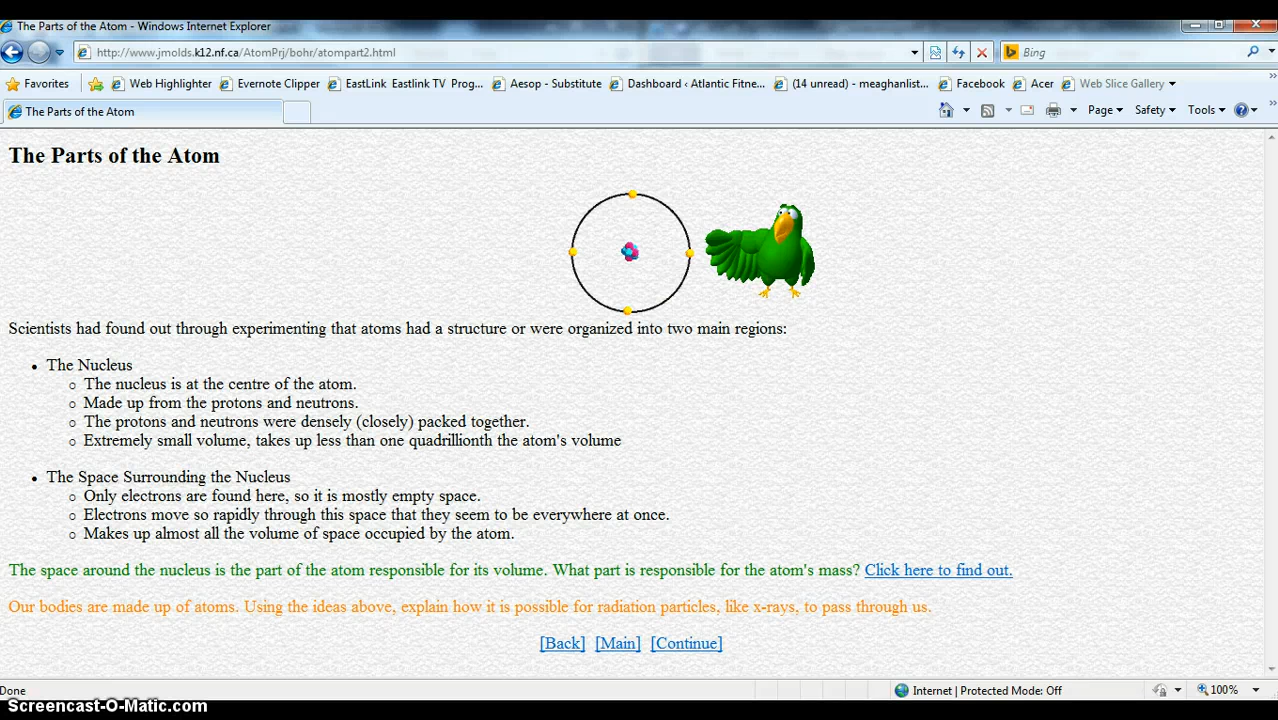 The Parts of the Atom - Windows Internet Explorer
http://www.jmolds.k12.nf.ca/AtomPrj/bohr/atompart2.html
Bing
Favorites Web Highlighter Evernote Clipper EastLink Eastlink TV Prog... Aesop - Substitute Dashboard ‹ Atlantic Fitne... (14 unread) - meaghanlist... Facebook Acer Web Slice Gallery
The Parts of the Atom Page Safety Tools
The Parts of the Atom
Scientists had found out through experimenting that atoms had a structure or were organized into two main regions:
The Nucleus
The nucleus is at the centre of the atom.
Made up from the protons and neutrons.
The protons and neutrons were densely (closely) packed together.
Extremely small volume, takes up less than one quadrillionth the atom's volume
The Space Surrounding the Nucleus
Only electrons are found here, so it is mostly empty space.
Electrons move so rapidly through this space that they seem to be everywhere at once.
Makes up almost all the volume of space occupied by the atom.
The space around the nucleus is the part of the atom responsible for its volume. What part is responsible for the atom's mass? Click here to find out.
Our bodies are made up of atoms. Using the ideas above, explain how it is possible for radiation particles, like x-rays, to pass through us.
[Back] [Main] [Continue]
Done Internet | Protected Mode: Off 100%
Screencast-O-Matic.com